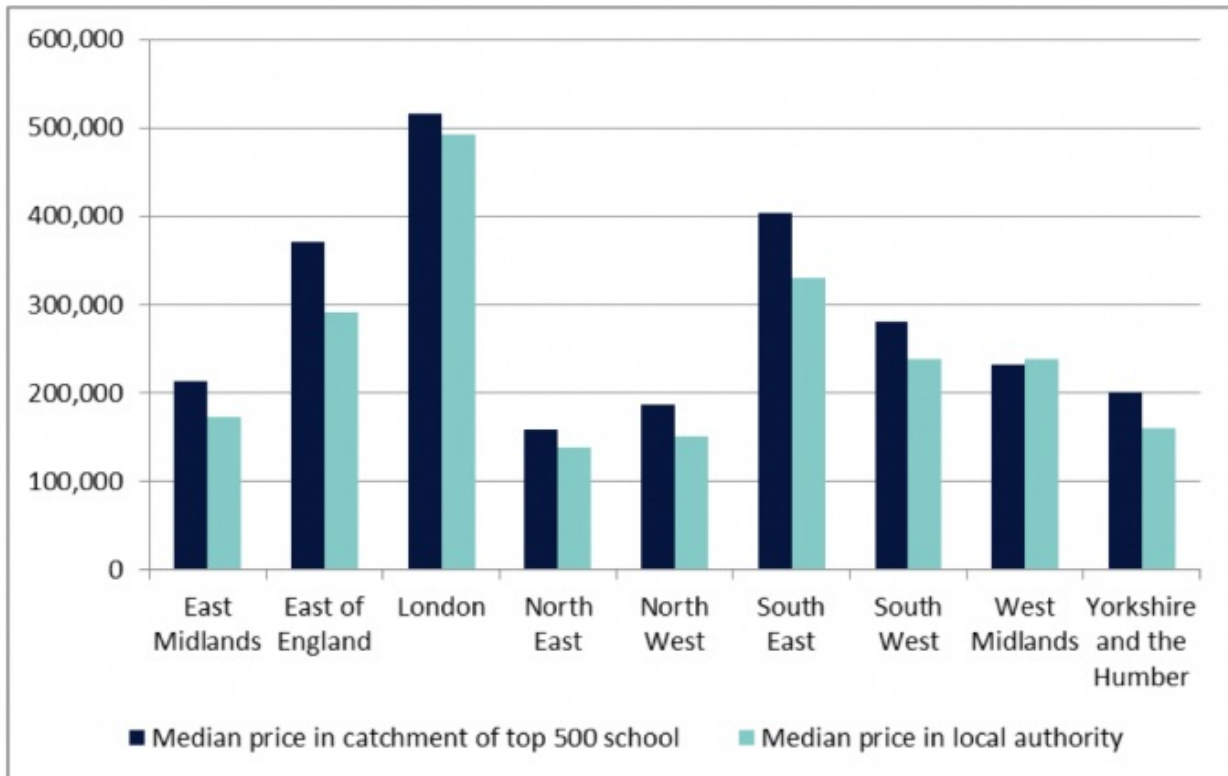 600,000
500,000
400,000
300,000
200,000
100,000
0
East
Midlands
East of
England
London
North
East
North
West
South
East
South
West
West
Midlands
Yorkshire
and the
Humber
Median price in catchment of top 500 school
Median price in local authority